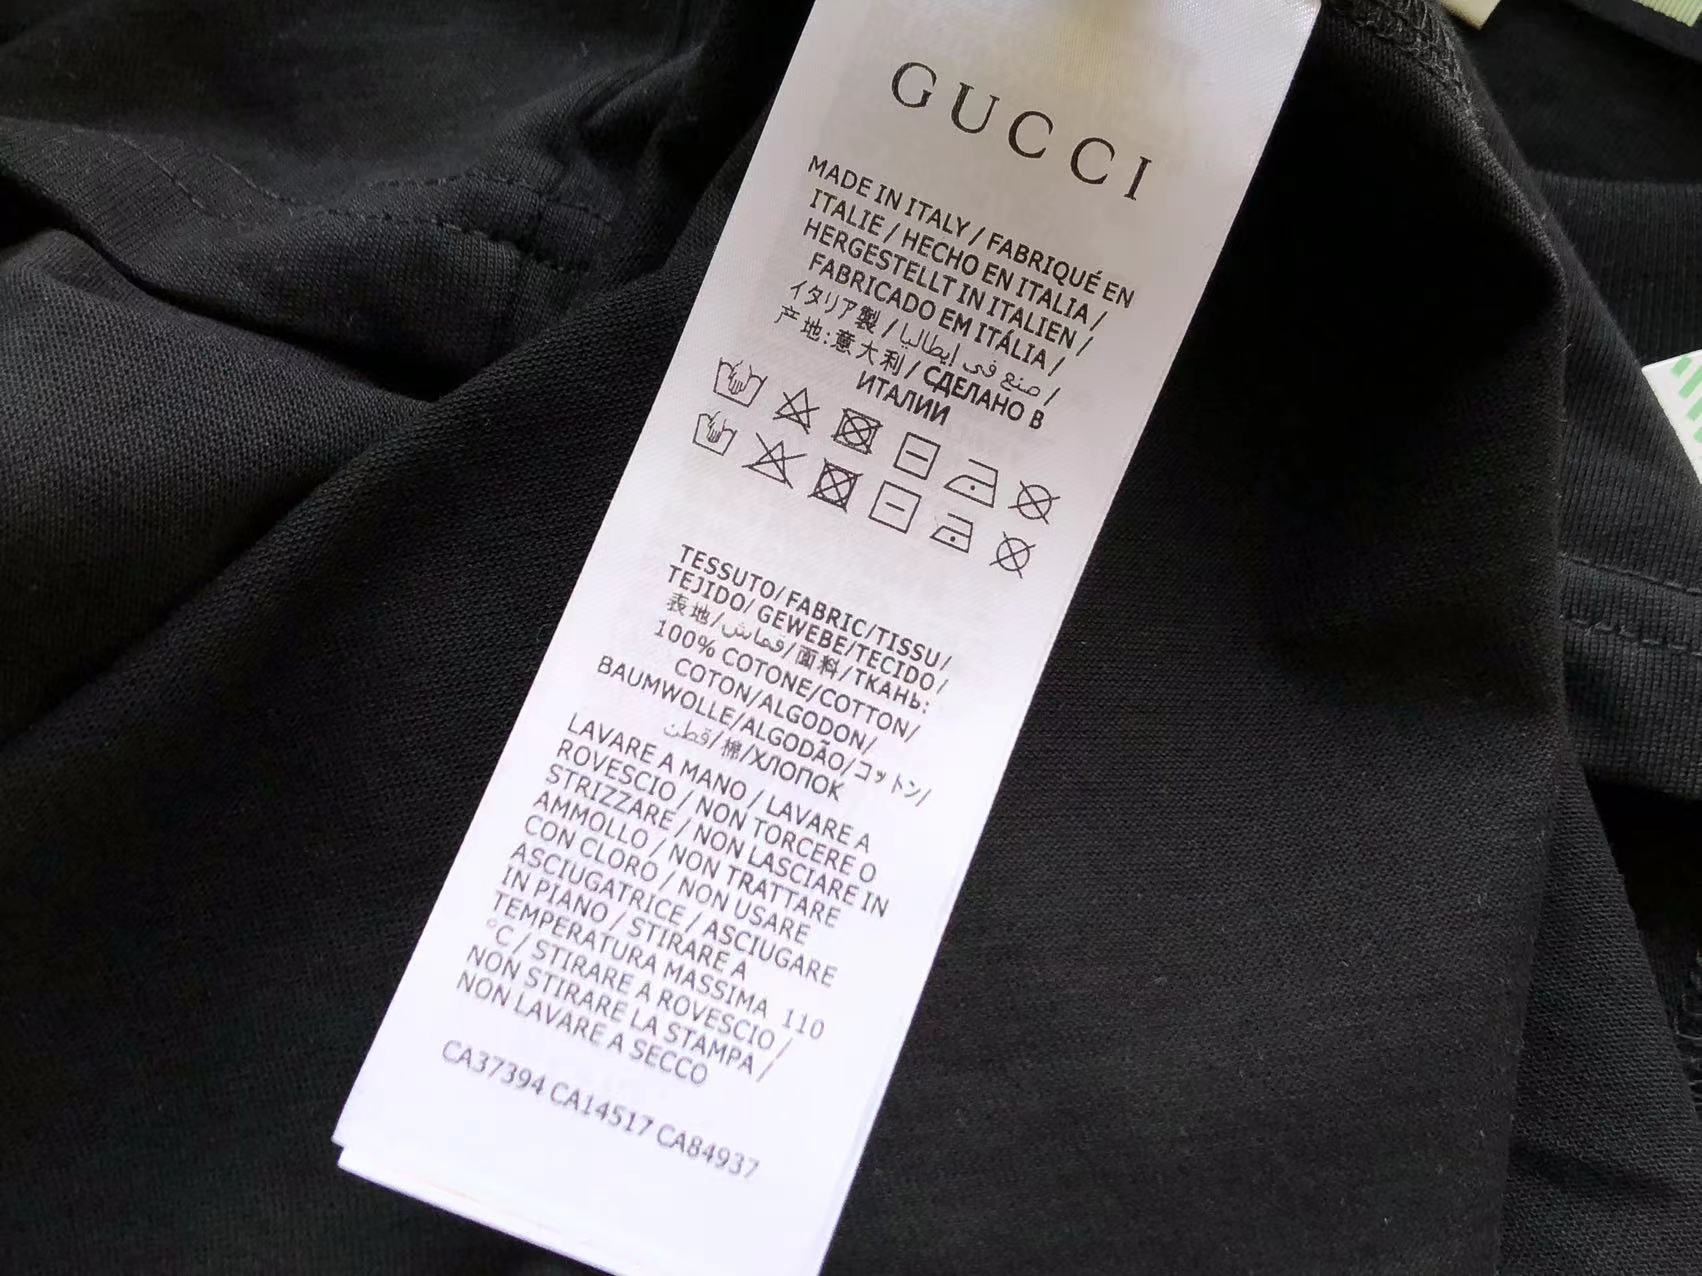 GUCCI
MADE IN ITALY / FABRIQUÉ EN
ITALIE / HECHO EN ITALIA /
HERGESTELLT IN ITALIEN /
FABRICADO EM ITÁLIA /
イタリア製 / صنع في إيطاليا /
产地:意大利 / СДЕЛАНО В
ИТАЛИИ
TESSUTO/FABRIC/TISSU/
TEJIDO/ GEWEBE/TECIDO/
表地/قماش/面料/ТКАНЬ:
100% COTONE/COTTON/
COTON/ALGODON/
BAUMWOLLE/ALGODÃO/コットン/
قطن/棉/ХЛОПОК
LAVARE A MANO / LAVARE A
ROVESCIO / NON TORCERE O
STRIZZARE / NON LASCIARE IN
AMMOLLO / NON TRATTARE
CON CLORO / NON USARE
ASCIUGATRICE / ASCIUGARE
IN PIANO / STIRARE A
TEMPERATURA MASSIMA 110
°C / STIRARE A ROVESCIO /
NON STIRARE LA STAMPA /
NON LAVARE A SECCO
CA37394 CA14517 CA84937